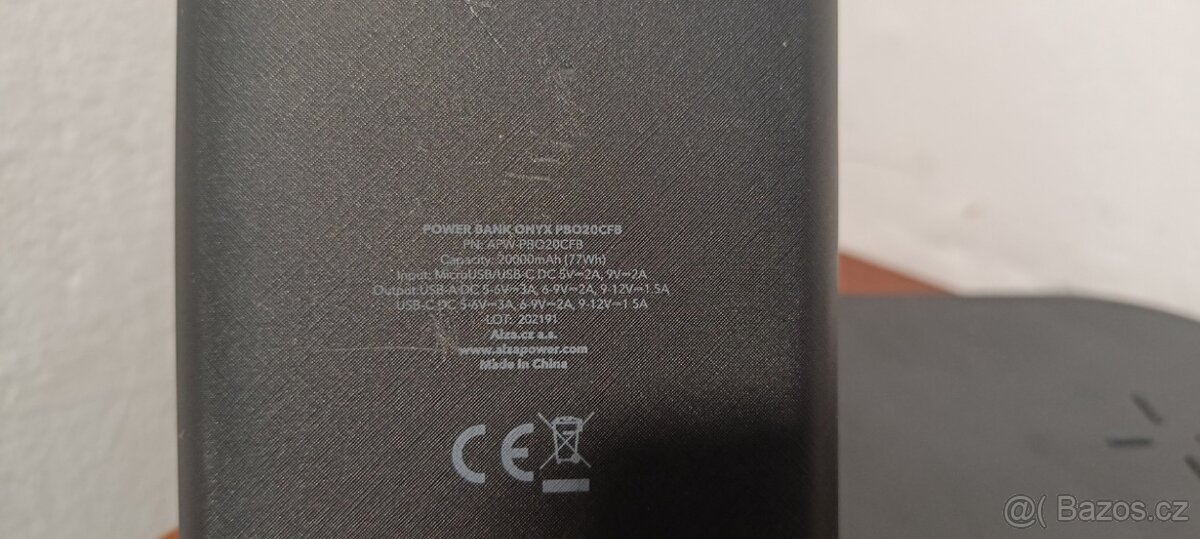 POWER BANK ONYX PBO20CFB
PN: APW-PBO20CFB
Capacity: 20000mAh (77Wh)
Input: MicroUSB/USB-C DC 5V⎓2A, 9V⎓2A
Output:USB-A DC 5-6V⎓3A, 6-9V⎓2A, 9-12V⎓1.5A
USB-C DC 5-6V⎓3A, 6-9V⎓2A, 9-12V⎓1.5A
LOT: 202191
Alza.cz a.s.
www.alzapower.com
Made in China
CE
@( Bazos.cz